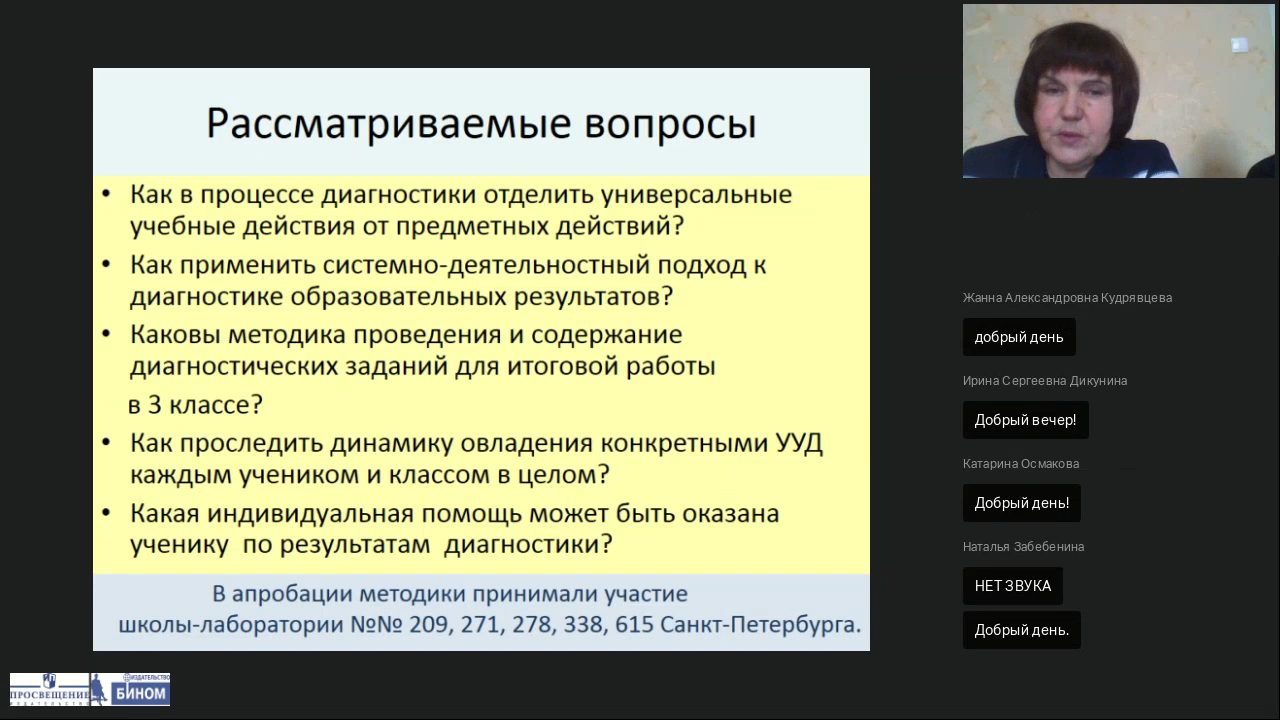 Рассматриваемые вопросы
• Как в процессе диагностики отделить универсальные
учебные действия от предметных действий?
• Как применить системно-деятельностный подход к
диагностике образовательных результатов?
• Каковы методика проведения и содержание
диагностических заданий для итоговой работы
в 3 классе?
• Как проследить динамику овладения конкретными УУД
каждым учеником и классом в целом?
• Какая индивидуальная помощь может быть оказана
ученику по результатам диагностики?
В апробации методики принимали участие
школы-лаборатории №№ 209, 271, 278, 338, 615 Санкт-Петербурга.
Жанна Александровна Кудрявцева
добрый день
Ирина Сергеевна Дикунина
Добрый вечер!
Катарина Осмакова
Добрый день!
Наталья Забебенина
НЕТ ЗВУКА
Добрый день.
ПРОСВЕЩЕНИЕ
ИЗДАТЕЛЬСТВО
ИЗДАТЕЛЬСТВО
БИНОМ